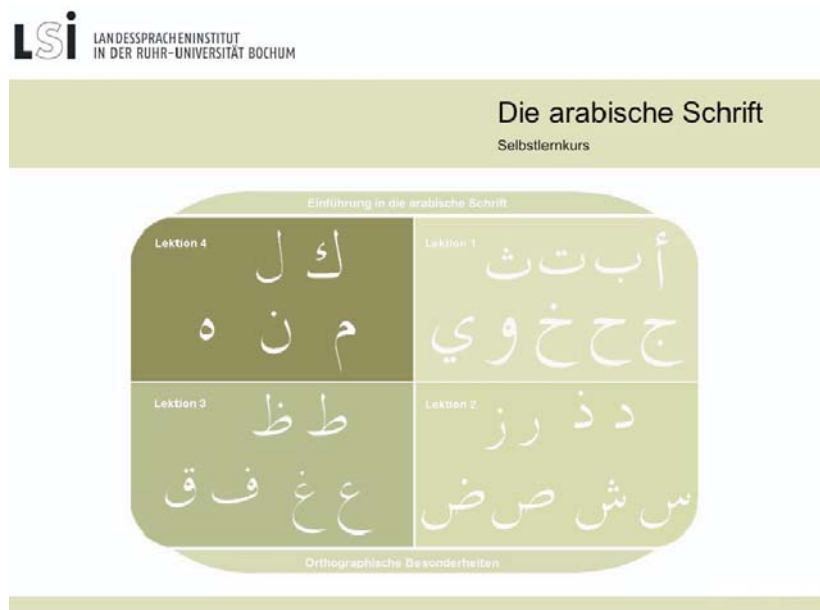 LSi LANDESSPRACHENINSTITUT
IN DER RUHR-UNIVERSITÄT BOCHUM
Die arabische Schrift
Selbstlernkurs
Einführung in die arabische Schrift
Lektion 4
ك ل
م ن ه
Lektion 1
أ ب ت ث
ج ح خ و ي
Lektion 3
ط ظ
ع غ ف ق
Lektion 2
د ذ ر ز
س ش ص ض
Orthographische Besonderheiten